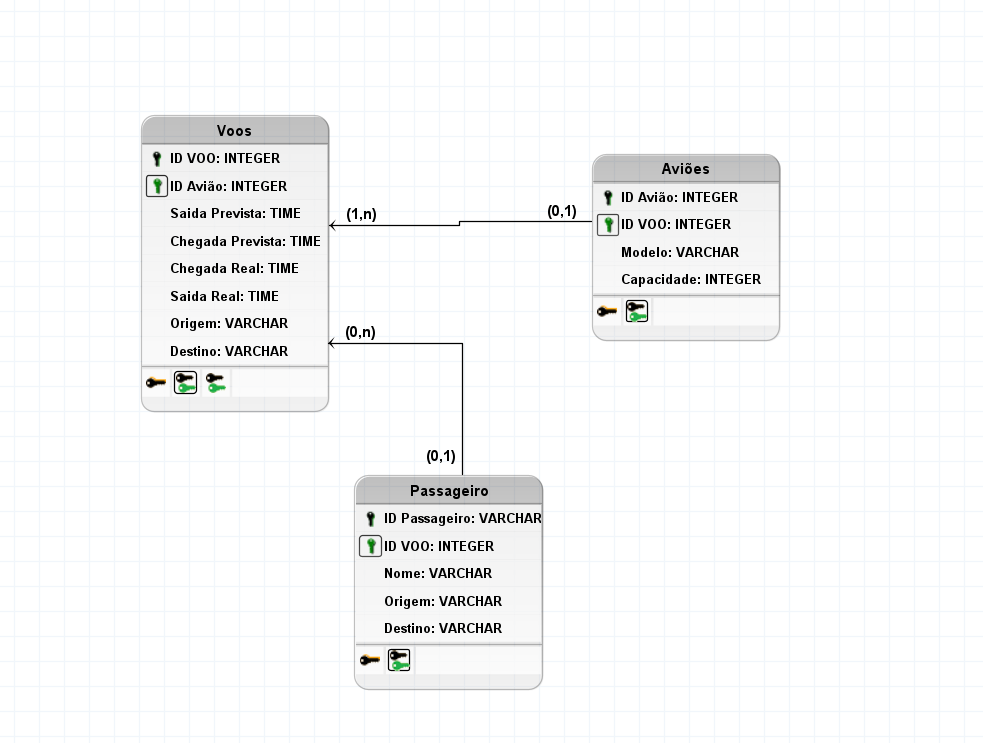 Voos
ID VOO: INTEGER
ID Avião: INTEGER
Saida Prevista: TIME
Chegada Prevista: TIME
Chegada Real: TIME
Saida Real: TIME
Origem: VARCHAR
Destino: VARCHAR
(1,n)
(0,1)
Aviões
ID Avião: INTEGER
ID VOO: INTEGER
Modelo: VARCHAR
Capacidade: INTEGER
(0,n)
(0,1)
Passageiro
ID Passageiro: VARCHAR
ID VOO: INTEGER
Nome: VARCHAR
Origem: VARCHAR
Destino: VARCHAR